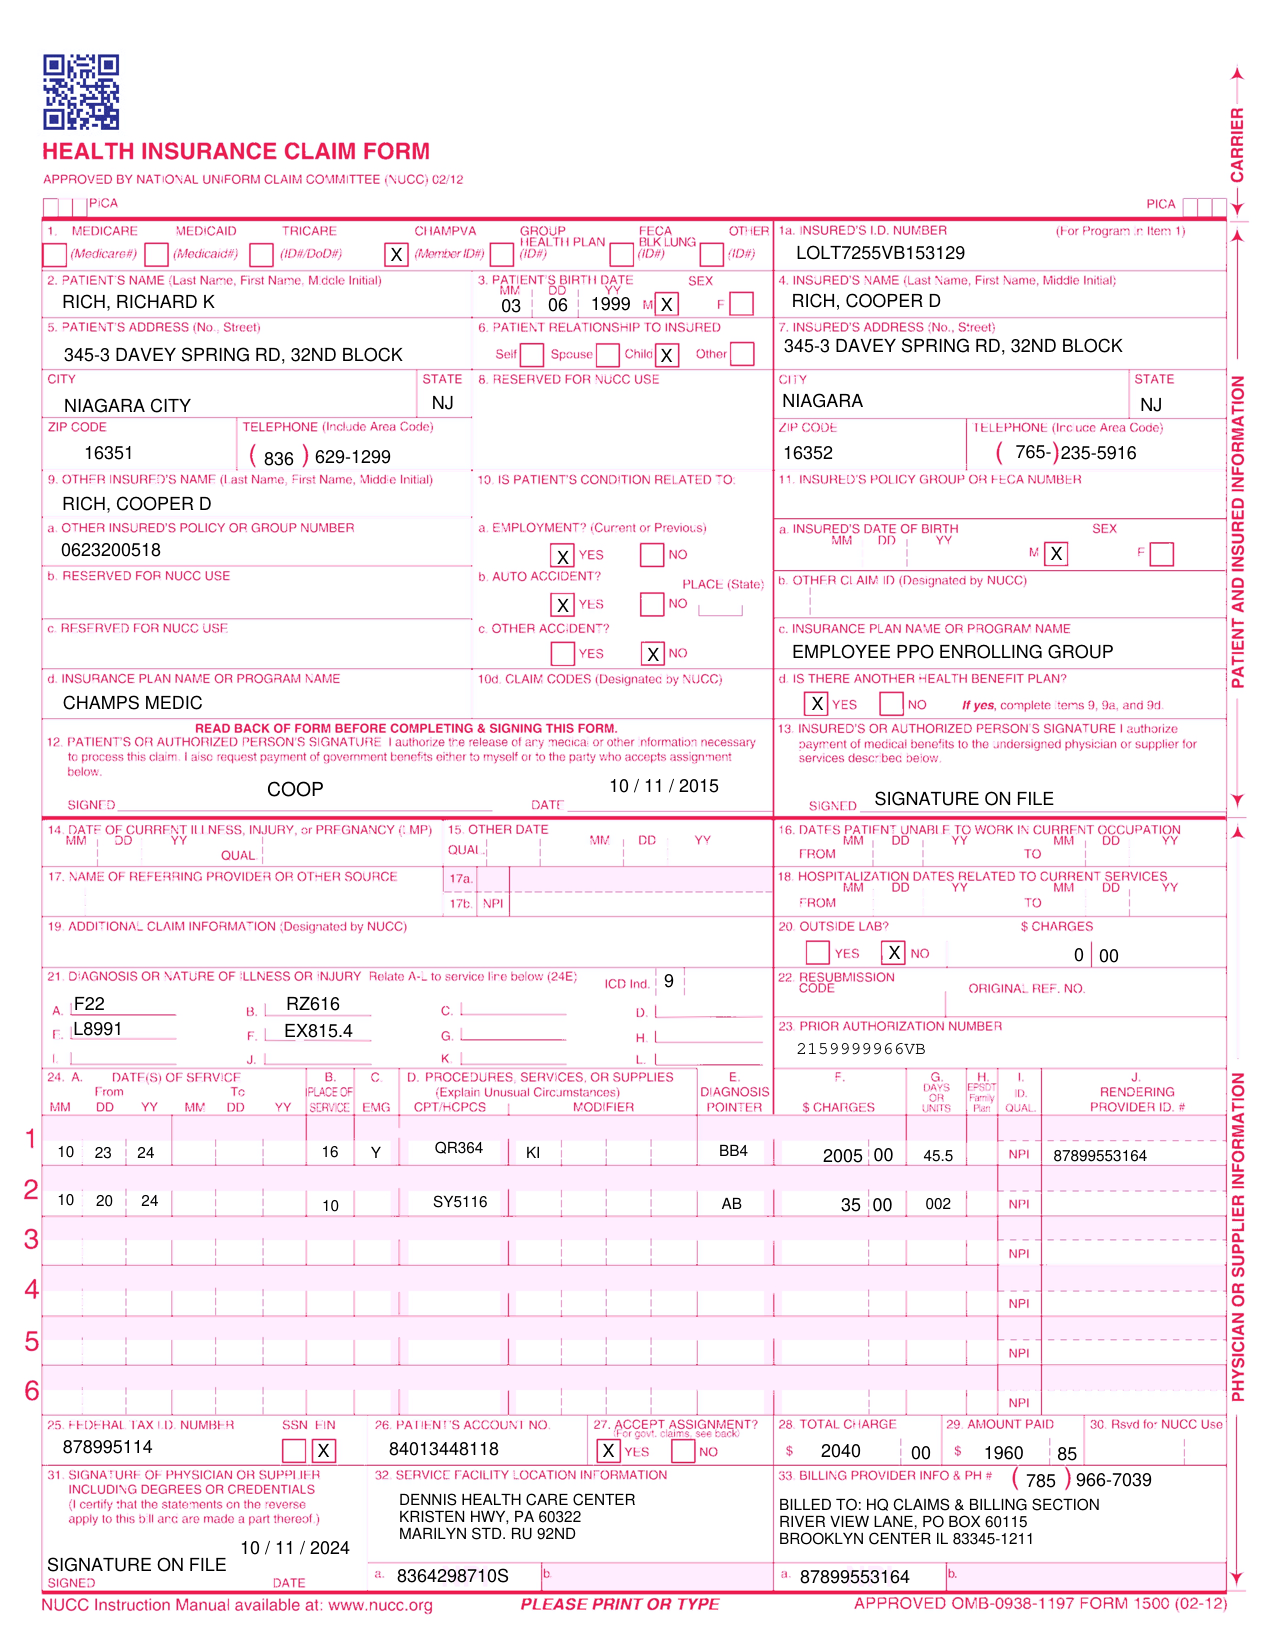 HEALTH INSURANCE CLAIM FORM
APPROVED BY NATIONAL UNIFORM CLAIM COMMITTEE (NUCC) 02/12
PICA
PICA
CARRIER
1. MEDICARE MEDICAID TRICARE CHAMPVA GROUP HEALTH PLAN FECA BLK LUNG OTHER
(Medicare#) (Medicaid#) (ID#/DoD#) X (Member ID#) (ID#) (ID#) (ID#)
1a. INSURED'S I.D. NUMBER (For Program in Item 1)
LOLT7255VB153129
2. PATIENT'S NAME (Last Name, First Name, Middle Initial)
RICH, RICHARD K
3. PATIENT'S BIRTH DATE SEX
MM DD YY
03 06 1999 M X F
4. INSURED'S NAME (Last Name, First Name, Middle Initial)
RICH, COOPER D
5. PATIENT'S ADDRESS (No., Street)
345-3 DAVEY SPRING RD, 32ND BLOCK
6. PATIENT RELATIONSHIP TO INSURED
Self Spouse Child X Other
7. INSURED'S ADDRESS (No., Street)
345-3 DAVEY SPRING RD, 32ND BLOCK
CITY STATE
NIAGARA CITY NJ
8. RESERVED FOR NUCC USE
CITY STATE
NIAGARA NJ
ZIP CODE TELEPHONE (Include Area Code)
16351 ( 836 ) 629-1299
ZIP CODE TELEPHONE (Include Area Code)
16352 ( 765- ) 235-5916
9. OTHER INSURED'S NAME (Last Name, First Name, Middle Initial)
RICH, COOPER D
10. IS PATIENT'S CONDITION RELATED TO:
11. INSURED'S POLICY GROUP OR FECA NUMBER
a. OTHER INSURED'S POLICY OR GROUP NUMBER
0623200518
a. EMPLOYMENT? (Current or Previous)
X YES NO
a. INSURED'S DATE OF BIRTH SEX
MM DD YY
M X F
b. RESERVED FOR NUCC USE
b. AUTO ACCIDENT? PLACE (State)
X YES NO
b. OTHER CLAIM ID (Designated by NUCC)
c. RESERVED FOR NUCC USE
c. OTHER ACCIDENT?
YES X NO
c. INSURANCE PLAN NAME OR PROGRAM NAME
EMPLOYEE PPO ENROLLING GROUP
d. INSURANCE PLAN NAME OR PROGRAM NAME
CHAMPS MEDIC
10d. CLAIM CODES (Designated by NUCC)
d. IS THERE ANOTHER HEALTH BENEFIT PLAN?
X YES NO If yes, complete items 9, 9a, and 9d.
PATIENT AND INSURED INFORMATION
READ BACK OF FORM BEFORE COMPLETING & SIGNING THIS FORM.
12. PATIENT'S OR AUTHORIZED PERSON'S SIGNATURE I authorize the release of any medical or other information necessary
to process this claim. I also request payment of government benefits either to myself or to the party who accepts assignment
below.
COOP 10 / 11 / 2015
SIGNED DATE
13. INSURED'S OR AUTHORIZED PERSON'S SIGNATURE I authorize
payment of medical benefits to the undersigned physician or supplier for
services described below.
SIGNED SIGNATURE ON FILE
14. DATE OF CURRENT ILLNESS, INJURY, or PREGNANCY (LMP)
MM DD YY
QUAL.
15. OTHER DATE
QUAL. MM DD YY
16. DATES PATIENT UNABLE TO WORK IN CURRENT OCCUPATION
MM DD YY MM DD YY
FROM TO
17. NAME OF REFERRING PROVIDER OR OTHER SOURCE
17a.
17b. NPI
18. HOSPITALIZATION DATES RELATED TO CURRENT SERVICES
MM DD YY MM DD YY
FROM TO
19. ADDITIONAL CLAIM INFORMATION (Designated by NUCC)
20. OUTSIDE LAB? $ CHARGES
YES X NO 0 00
21. DIAGNOSIS OR NATURE OF ILLNESS OR INJURY Relate A-L to service line below (24E) ICD Ind. 9
A. F22 B. RZ616 C. D.
E. L8991 F. EX815.4 G. H.
I. J. K. L.
22. RESUBMISSION CODE ORIGINAL REF. NO.
23. PRIOR AUTHORIZATION NUMBER
2159999966VB
24. A. DATE(S) OF SERVICE B. C. D. PROCEDURES, SERVICES, OR SUPPLIES E. F. G. H. I. J.
From To PLACE OF (Explain Unusual Circumstances) DIAGNOSIS DAYS OR EPSDT Family ID. RENDERING
MM DD YY MM DD YY SERVICE EMG CPT/HCPCS MODIFIER POINTER $ CHARGES UNITS Plan QUAL. PROVIDER ID. #
1
10 23 24 16 Y QR364 KI BB4 2005 00 45.5 NPI 87899553164
2
10 20 24 10 SY5116 AB 35 00 002 NPI
3
NPI
4
NPI
5
NPI
6
NPI
PHYSICIAN OR SUPPLIER INFORMATION
25. FEDERAL TAX I.D. NUMBER SSN EIN
878995114 X
26. PATIENT'S ACCOUNT NO.
84013448118
27. ACCEPT ASSIGNMENT?
(For govt. claims, see back)
X YES NO
28. TOTAL CHARGE
$ 2040 00
29. AMOUNT PAID
$ 1960 85
30. Rsvd for NUCC Use
31. SIGNATURE OF PHYSICIAN OR SUPPLIER
INCLUDING DEGREES OR CREDENTIALS
(I certify that the statements on the reverse
apply to this bill and are made a part thereof.)
10 / 11 / 2024
SIGNATURE ON FILE
SIGNED DATE
32. SERVICE FACILITY LOCATION INFORMATION
DENNIS HEALTH CARE CENTER
KRISTEN HWY, PA 60322
MARILYN STD. RU 92ND
a. 8364298710S b.
33. BILLING PROVIDER INFO & PH # ( 785 ) 966-7039
BILLED TO: HQ CLAIMS & BILLING SECTION
RIVER VIEW LANE, PO BOX 60115
BROOKLYN CENTER IL 83345-1211
a. 87899553164 b.
NUCC Instruction Manual available at: www.nucc.org
PLEASE PRINT OR TYPE
APPROVED OMB-0938-1197 FORM 1500 (02-12)